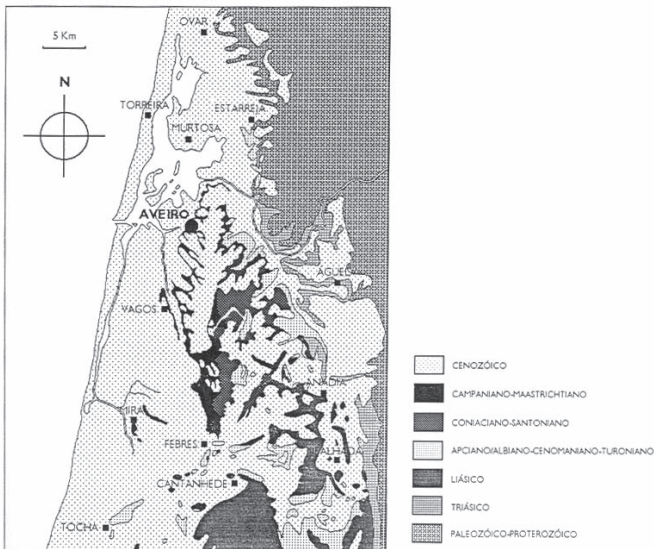 OVAR
5 Km
N
TORREIRA
ESTARREJA
MURTOSA
AVEIRO
ÁGUEDA
VAGOS
CENOZÓICO
CAMPANIANO-MAASTRICHTIANO
ANADIA
CONIACIANO-SANTONIANO
MIRA
FEBRES
APCIANO/ALBIANO-CENOMANIANO-TURONIANO
LIÁSICO
CANTANHEDE
TRIÁSICO
TOCHA
PALEOZÓICO-PROTEROZÓICO